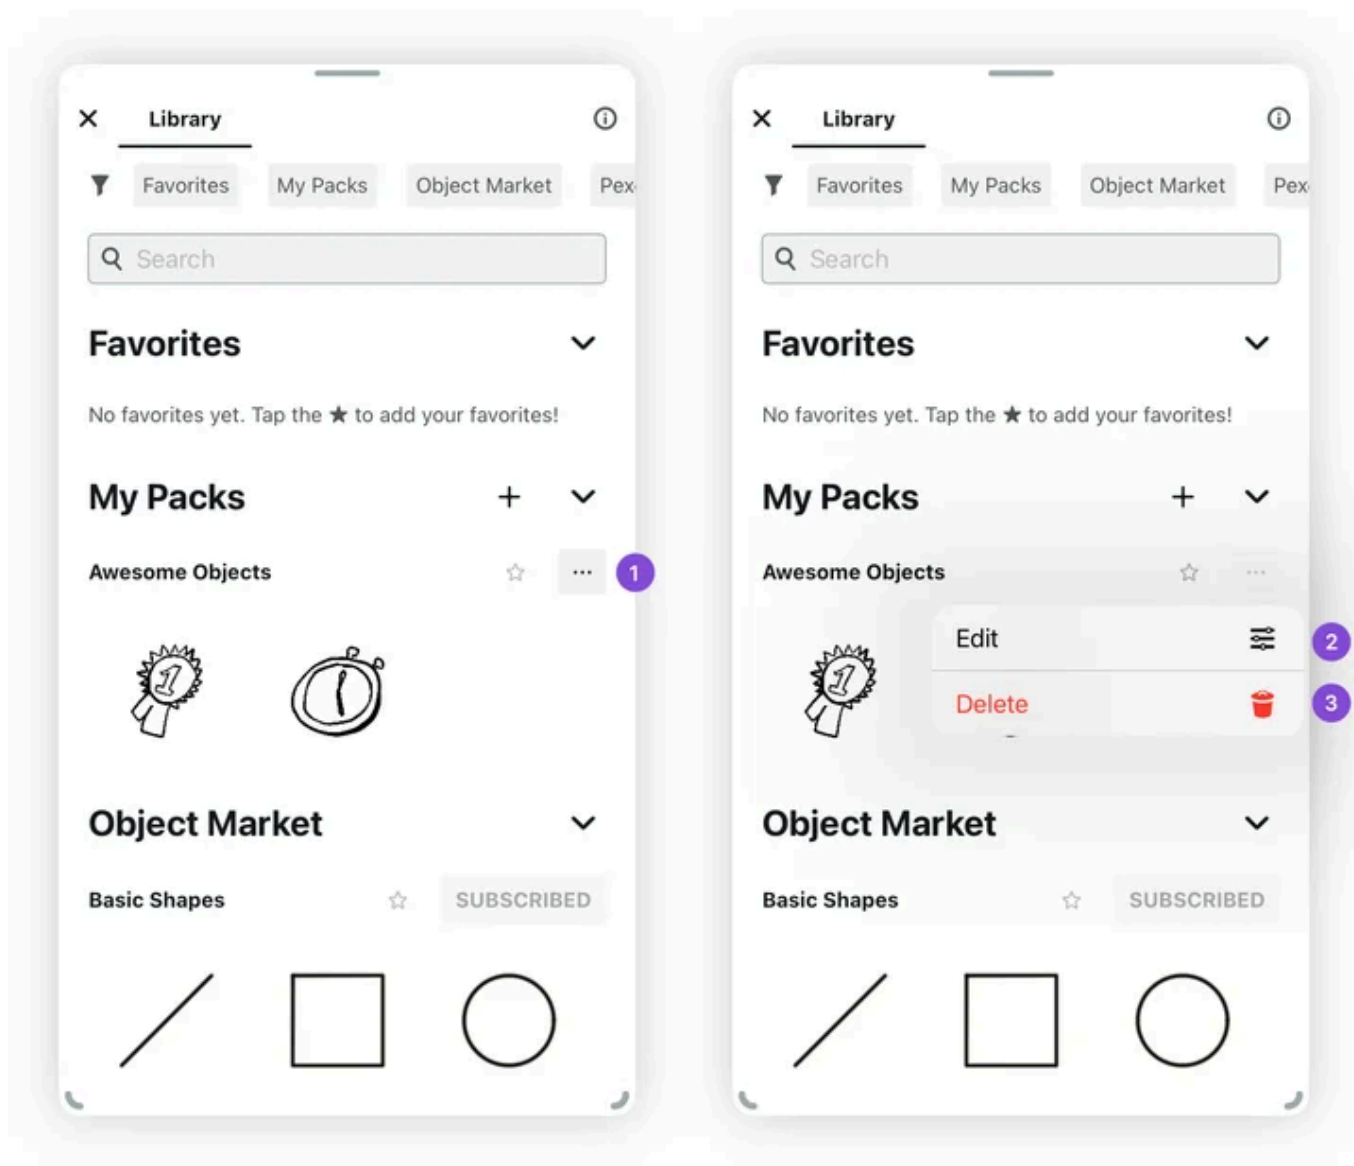 Library
Favorites My Packs Object Market Pex
Search
Favorites
No favorites yet. Tap the ★ to add your favorites!
My Packs
Awesome Objects ... 1
1
Object Market
Basic Shapes SUBSCRIBED
Library
Favorites My Packs Object Market Pex
Search
Favorites
No favorites yet. Tap the ★ to add your favorites!
My Packs
Awesome Objects ...
Edit 2
1
Delete 3
Object Market
Basic Shapes SUBSCRIBED